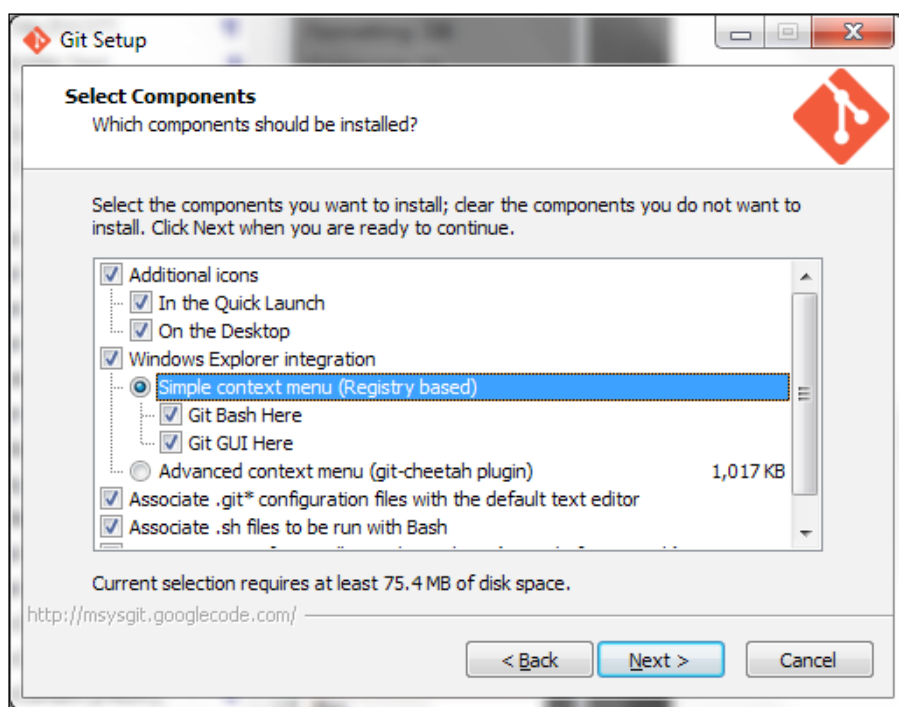 Git Setup
Select Components
Which components should be installed?
Select the components you want to install; clear the components you do not want to
install. Click Next when you are ready to continue.
Additional icons
In the Quick Launch
On the Desktop
Windows Explorer integration
Simple context menu (Registry based)
Git Bash Here
Git GUI Here
Advanced context menu (git-cheetah plugin) 1,017 KB
Associate .git* configuration files with the default text editor
Associate .sh files to be run with Bash
Current selection requires at least 75.4 MB of disk space.
http://msysgit.googlecode.com/
< Back
Next >
Cancel